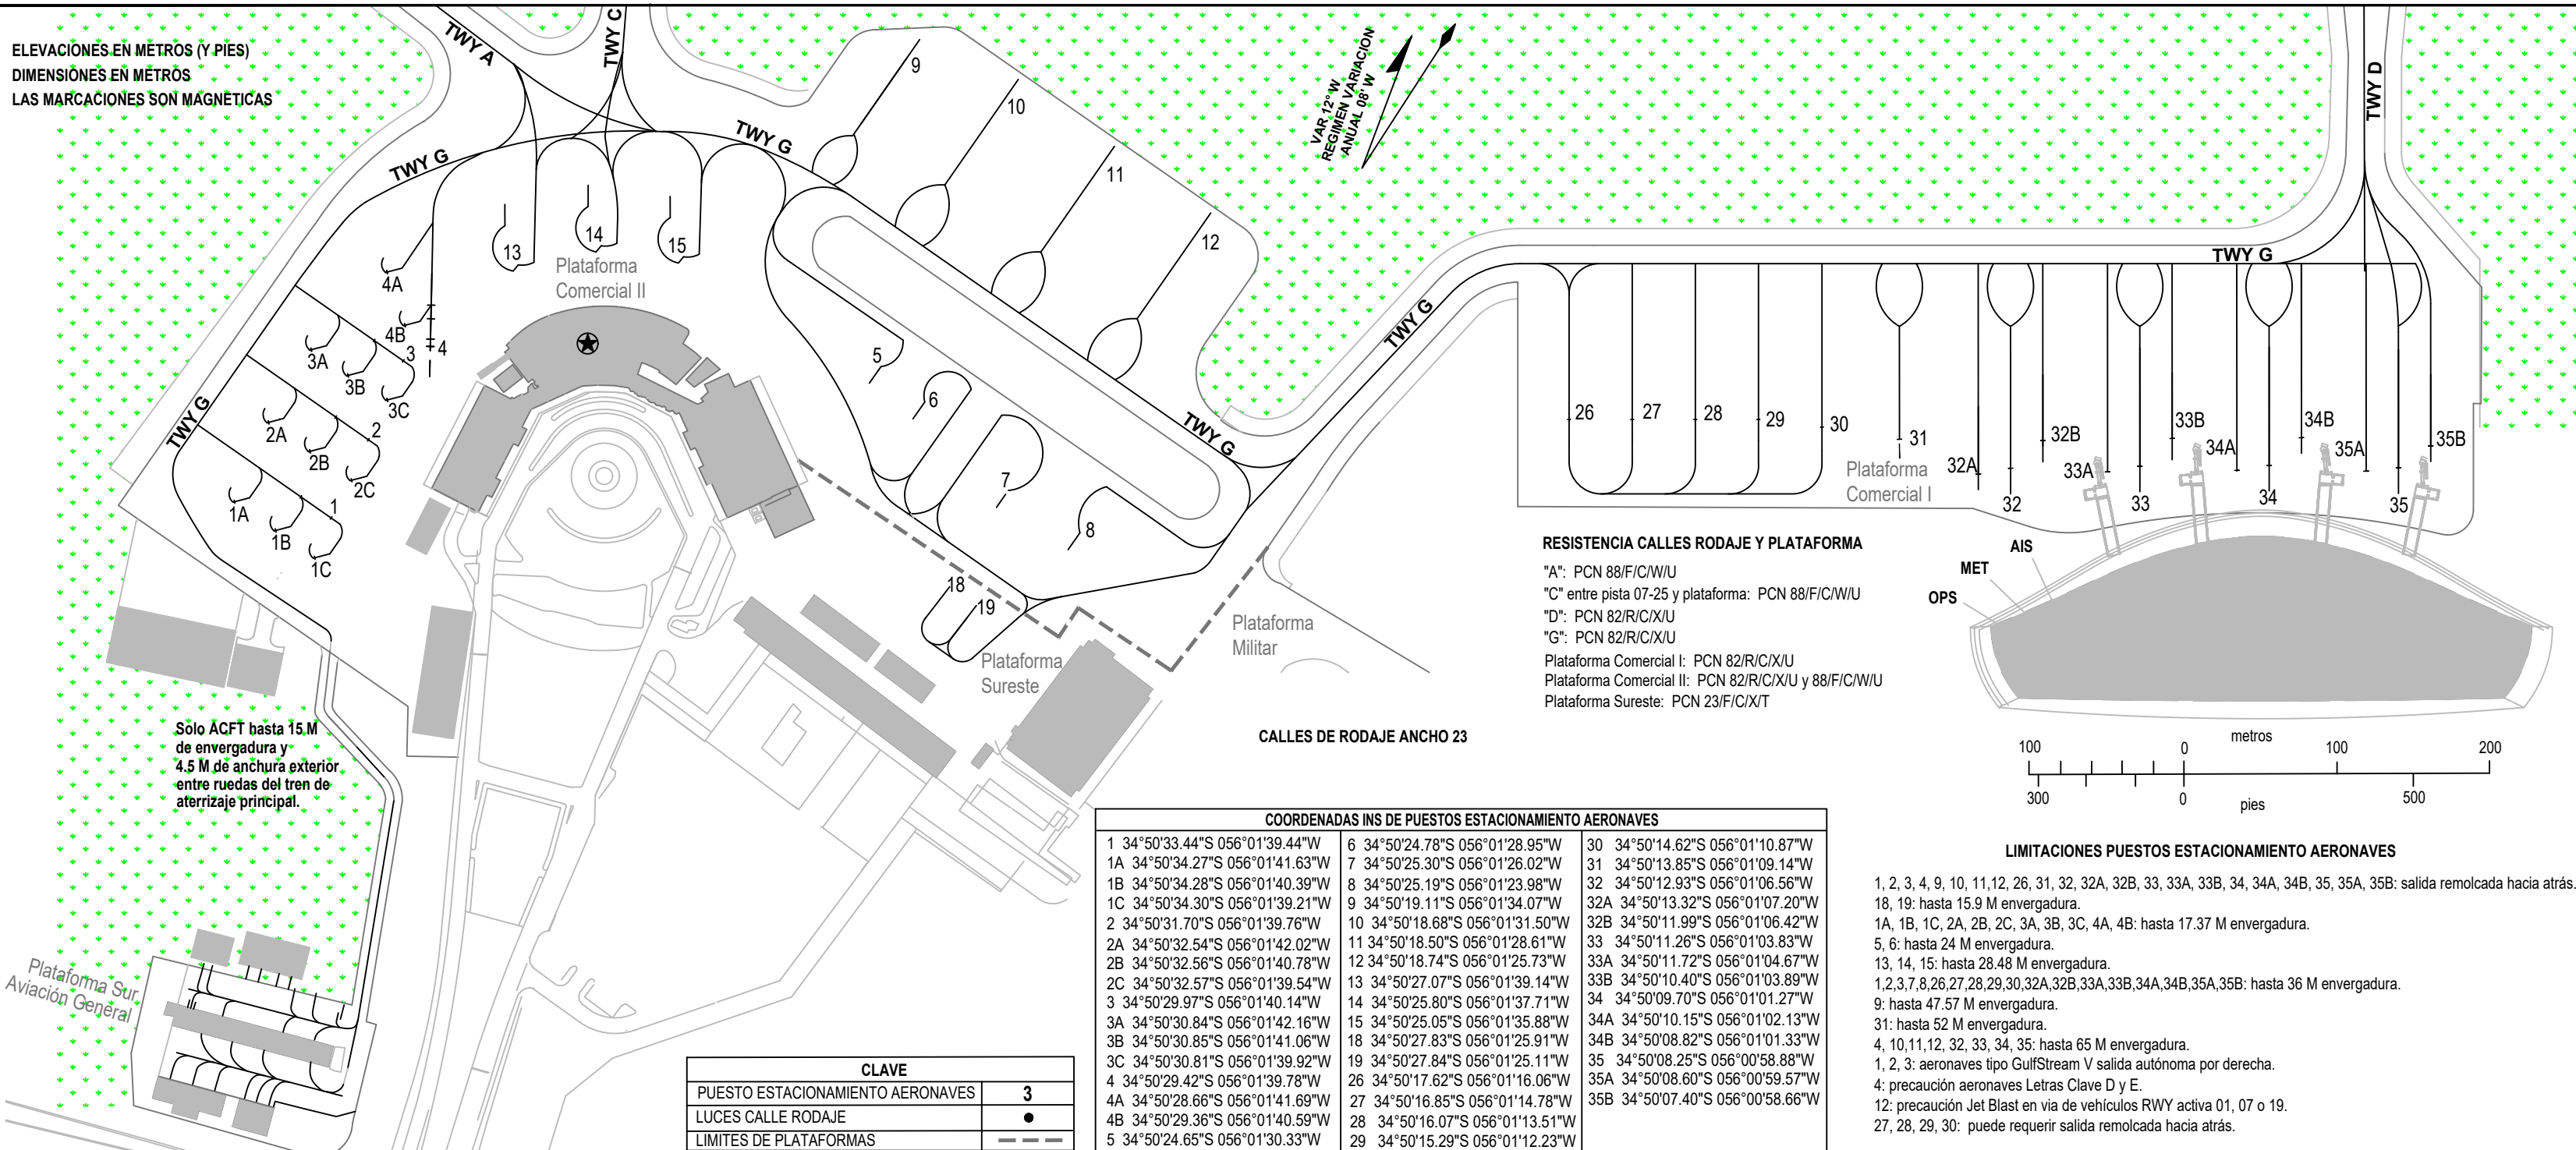 ELEVACIONES EN METROS (Y PIES)
DIMENSIONES EN METROS
LAS MARCACIONES SON MAGNETICAS
TWY A
TWY C
TWY G
TWY G
TWY G
TWY G
TWY G
TWY G
TWY D
VAR 12° W
REGIMEN VARIACION
ANUAL 08' W
9
10
11
12
13
14
15
Plataforma
Comercial II
4A
4B
4
3A
3B
3
3C
2A
2B
2
2C
1A
1B
1
1C
5
6
7
8
18
19
26
27
28
29
30
31
32A
32
32B
33A
33
33B
34A
34
34B
35A
35
35B
Plataforma
Comercial I
Plataforma
Militar
Plataforma
Sureste
AIS
MET
OPS
RESISTENCIA CALLES RODAJE Y PLATAFORMA
"A": PCN 88/F/C/W/U
"C" entre pista 07-25 y plataforma: PCN 88/F/C/W/U
"D": PCN 82/R/C/X/U
"G": PCN 82/R/C/X/U
Plataforma Comercial I: PCN 82/R/C/X/U
Plataforma Comercial II: PCN 82/R/C/X/U y 88/F/C/W/U
Plataforma Sureste: PCN 23/F/C/X/T
CALLES DE RODAJE ANCHO 23
Solo ACFT hasta 15 M
de envergadura y
4.5 M de anchura exterior
entre ruedas del tren de
aterrizaje principal.
Plataforma Sur
Aviación General
metros
100 0 100 200
300 0 500
pies
CLAVE
PUESTO ESTACIONAMIENTO AERONAVES 3
LUCES CALLE RODAJE
LIMITES DE PLATAFORMAS
COORDENADAS INS DE PUESTOS ESTACIONAMIENTO AERONAVES
1 34°50'33.44"S 056°01'39.44"W
1A 34°50'34.27"S 056°01'41.63"W
1B 34°50'34.28"S 056°01'40.39"W
1C 34°50'34.30"S 056°01'39.21"W
2 34°50'31.70"S 056°01'39.76"W
2A 34°50'32.54"S 056°01'42.02"W
2B 34°50'32.56"S 056°01'40.78"W
2C 34°50'32.57"S 056°01'39.54"W
3 34°50'29.97"S 056°01'40.14"W
3A 34°50'30.84"S 056°01'42.16"W
3B 34°50'30.85"S 056°01'41.06"W
3C 34°50'30.81"S 056°01'39.92"W
4 34°50'29.42"S 056°01'39.78"W
4A 34°50'28.66"S 056°01'41.69"W
4B 34°50'29.36"S 056°01'40.59"W
5 34°50'24.65"S 056°01'30.33"W
6 34°50'24.78"S 056°01'28.95"W
7 34°50'25.30"S 056°01'26.02"W
8 34°50'25.19"S 056°01'23.98"W
9 34°50'19.11"S 056°01'34.07"W
10 34°50'18.68"S 056°01'31.50"W
11 34°50'18.50"S 056°01'28.61"W
12 34°50'18.74"S 056°01'25.73"W
13 34°50'27.07"S 056°01'39.14"W
14 34°50'25.80"S 056°01'37.71"W
15 34°50'25.05"S 056°01'35.88"W
18 34°50'27.83"S 056°01'25.91"W
19 34°50'27.84"S 056°01'25.11"W
26 34°50'17.62"S 056°01'16.06"W
27 34°50'16.85"S 056°01'14.78"W
28 34°50'16.07"S 056°01'13.51"W
29 34°50'15.29"S 056°01'12.23"W
30 34°50'14.62"S 056°01'10.87"W
31 34°50'13.85"S 056°01'09.14"W
32 34°50'12.93"S 056°01'06.56"W
32A 34°50'13.32"S 056°01'07.20"W
32B 34°50'11.99"S 056°01'06.42"W
33 34°50'11.26"S 056°01'03.83"W
33A 34°50'11.72"S 056°01'04.67"W
33B 34°50'10.40"S 056°01'03.89"W
34 34°50'09.70"S 056°01'01.27"W
34A 34°50'10.15"S 056°01'02.13"W
34B 34°50'08.82"S 056°01'01.33"W
35 34°50'08.25"S 056°00'58.88"W
35A 34°50'08.60"S 056°00'59.57"W
35B 34°50'07.40"S 056°00'58.66"W
LIMITACIONES PUESTOS ESTACIONAMIENTO AERONAVES
1, 2, 3, 4, 9, 10, 11,12, 26, 31, 32, 32A, 32B, 33, 33A, 33B, 34, 34A, 34B, 35, 35A, 35B: salida remolcada hacia atrás.
18, 19: hasta 15.9 M envergadura.
1A, 1B, 1C, 2A, 2B, 2C, 3A, 3B, 3C, 4A, 4B: hasta 17.37 M envergadura.
5, 6: hasta 24 M envergadura.
13, 14, 15: hasta 28.48 M envergadura.
1,2,3,7,8,26,27,28,29,30,32A,32B,33A,33B,34A,34B,35A,35B: hasta 36 M envergadura.
9: hasta 47.57 M envergadura.
31: hasta 52 M envergadura.
4, 10,11,12, 32, 33, 34, 35: hasta 65 M envergadura.
1, 2, 3: aeronaves tipo GulfStream V salida autónoma por derecha.
4: precaución aeronaves Letras Clave D y E.
12: precaución Jet Blast en via de vehículos RWY activa 01, 07 o 19.
27, 28, 29, 30: puede requerir salida remolcada hacia atrás.